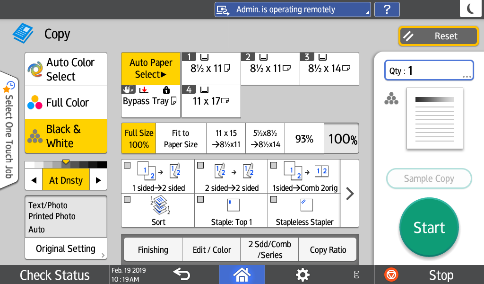 Admin. is operating remotely
?
Copy
Reset
Auto Color
Select
Full Color
Black &
White
Auto Paper
Select▶
1
8½ x 11
2
8½ x 11
3
8½ x 14
Bypass Tray
4
11 x 17
Qty : 1
...
Select One Touch Job
Full Size
100%
Fit to
Paper Size
11 x 15
→8½x11
5½x8½
→8½x14
93%
100%
At Dnsty
1 sided→2 sided
2 sided→2 sided
1sided→Comb 2orig
Sort
Staple: Top 1
Stapleless Stapler
Sample Copy
Start
Text/Photo
Printed Photo
Auto
Original Setting
Finishing
Edit / Color
2 Sdd/Comb
/Series
Copy Ratio
Check Status
Feb. 19 2019
10:19AM
Stop